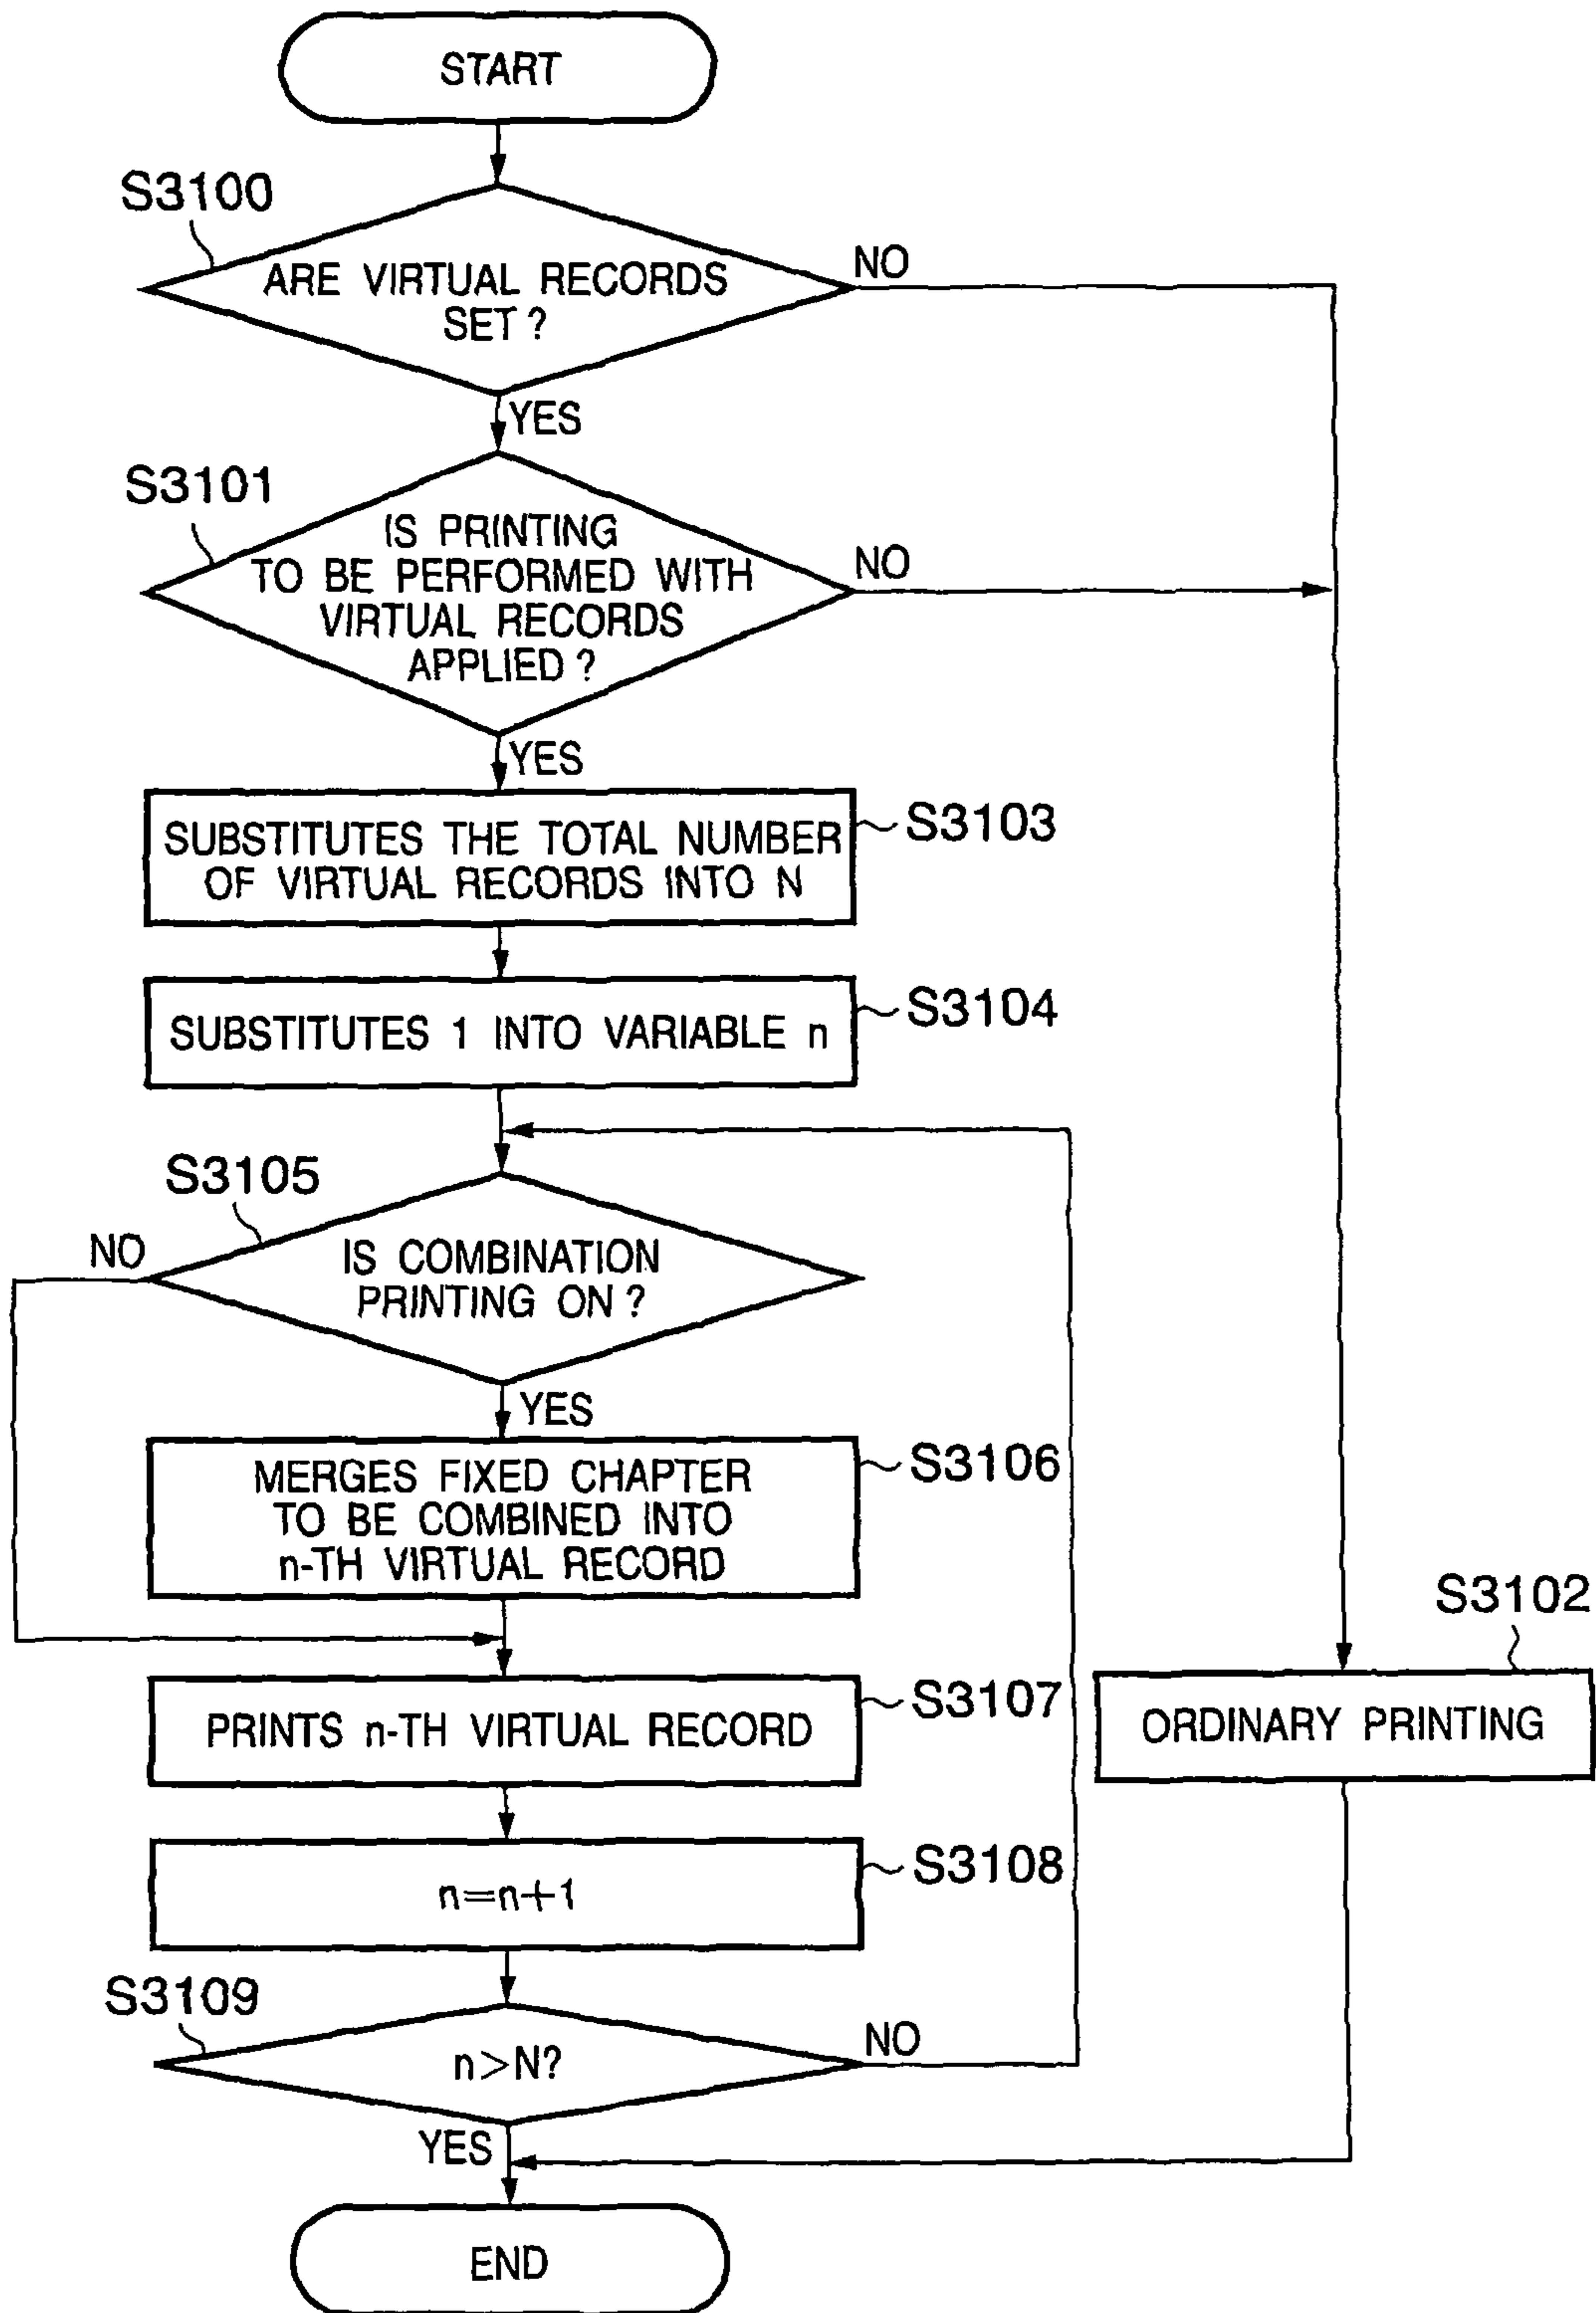 START
S3100
ARE VIRTUAL RECORDS
SET?
NO
YES
S3101
IS PRINTING
TO BE PERFORMED WITH
VIRTUAL RECORDS
APPLIED?
NO
YES
SUBSTITUTES THE TOTAL NUMBER
OF VIRTUAL RECORDS INTO N
S3103
SUBSTITUTES 1 INTO VARIABLE n
S3104
S3105
NO
IS COMBINATION
PRINTING ON?
YES
MERGES FIXED CHAPTER
TO BE COMBINED INTO
n-TH VIRTUAL RECORD
S3106
S3102
PRINTS n-TH VIRTUAL RECORD
S3107
ORDINARY PRINTING
n=n+1
S3108
S3109
n>N?
NO
YES
END